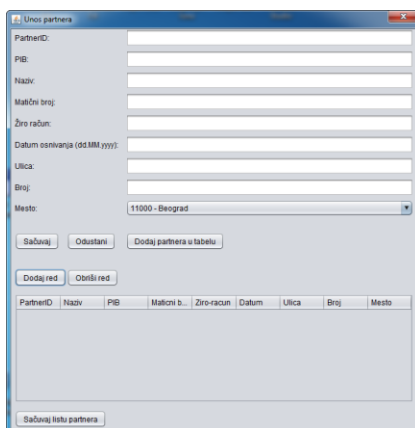 Unos partnera
PartnerID:
PIB:
Naziv:
Matični broj:
Žiro račun:
Datum osnivanja (dd.MM.yyyy):
Ulica:
Broj:
Mesto: 11000 - Beograd
Sačuvaj Odustani Dodaj partnera u tabelu
Dodaj red Obriši red
PartnerID Naziv PIB Maticni b... Ziro-racun Datum Ulica Broj Mesto
Sačuvaj listu partnera